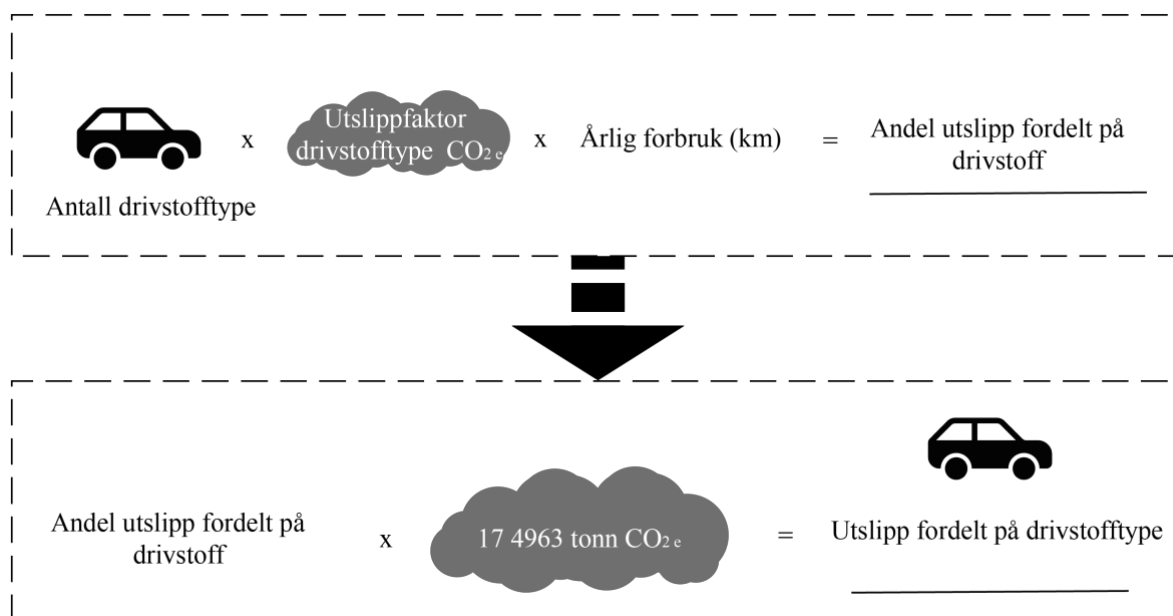 Utslippfaktor
drivstofftype CO2 e
x
x
Årlig forbruk (km)
=
Andel utslipp fordelt på
drivstoff
Antall drivstofftype
Andel utslipp fordelt på
drivstoff
x
17 4963 tonn CO2 e
=
Utslipp fordelt på drivstofftype